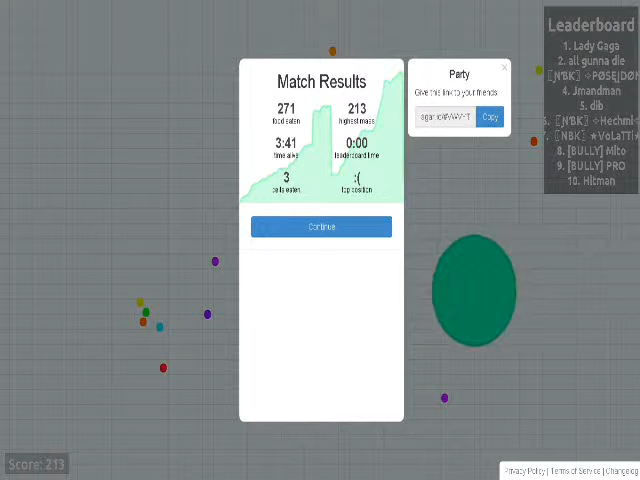 Match Results
271
food eaten
213
highest mass
3:41
time alive
0:00
leaderboard time
3
cells eaten
:(
top position
Continue
×
Party
Give this link to your friends:
Copy
Leaderboard
1. Lady Gaga
2. all gunna die
4. Jmandman
5. dib
8. [BULLY] Mito
9. [BULLY] PRO
10. Hitman
Score: 213
Privacy Policy | Terms of Service | Changelog